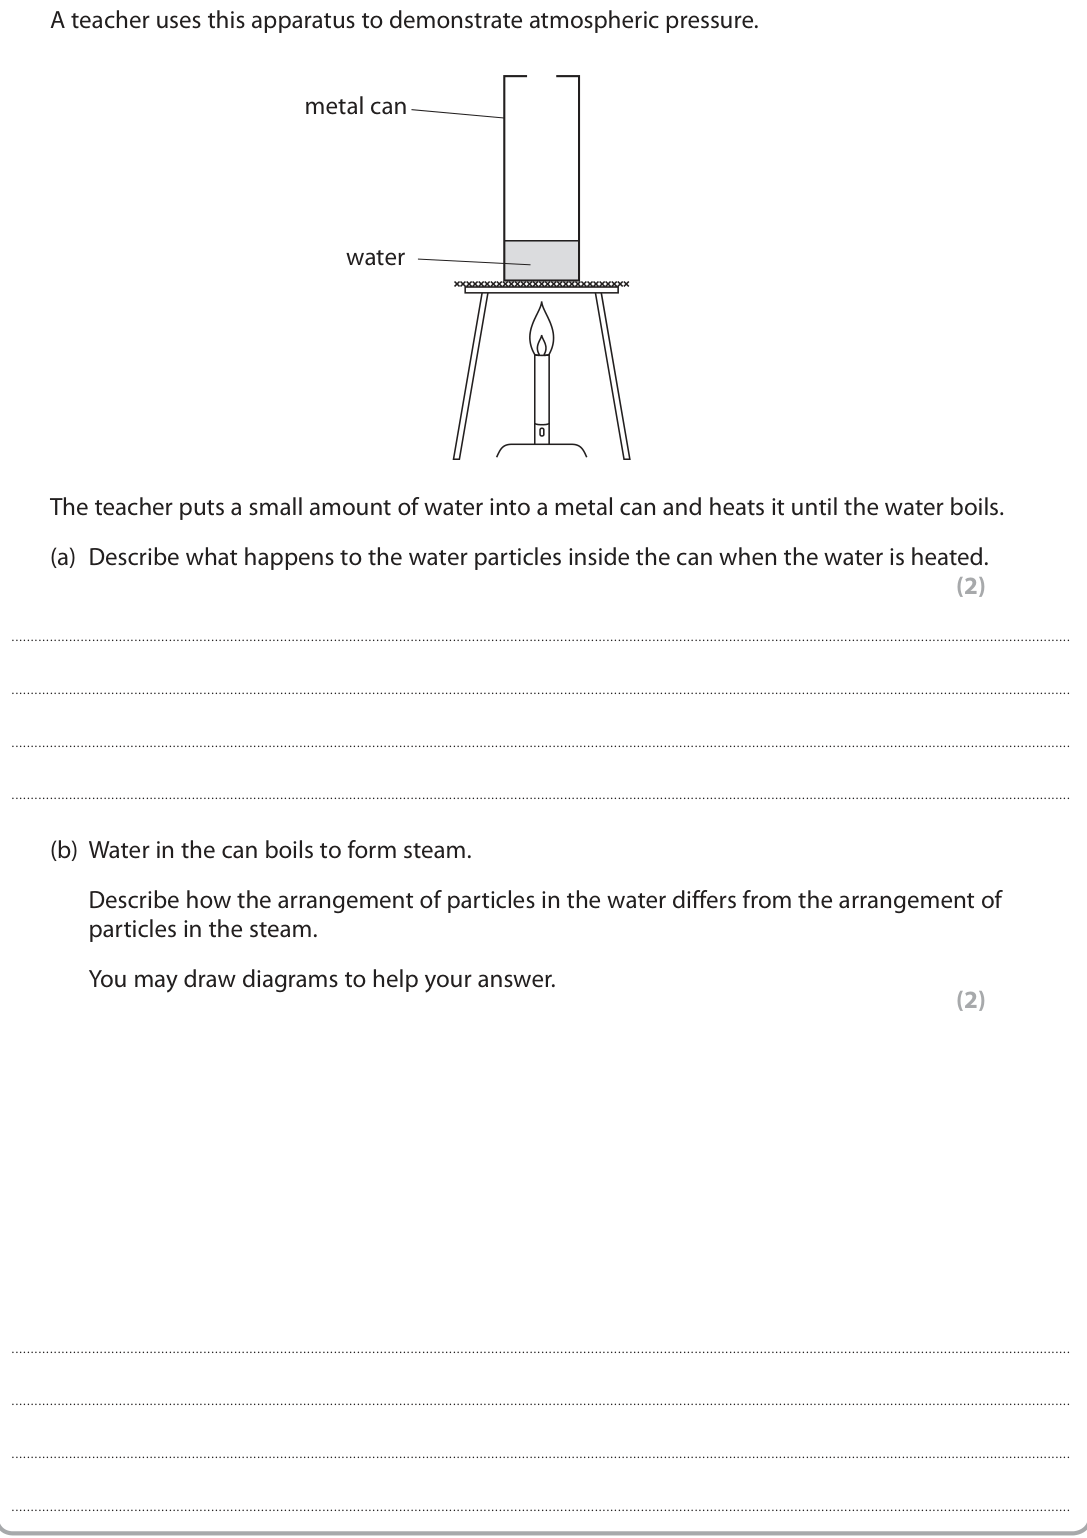 A teacher uses this apparatus to demonstrate atmospheric pressure.
metal can
water
The teacher puts a small amount of water into a metal can and heats it until the water boils.
(a) Describe what happens to the water particles inside the can when the water is heated.
(2)
(b) Water in the can boils to form steam.
Describe how the arrangement of particles in the water differs from the arrangement of
particles in the steam.
You may draw diagrams to help your answer.
(2)